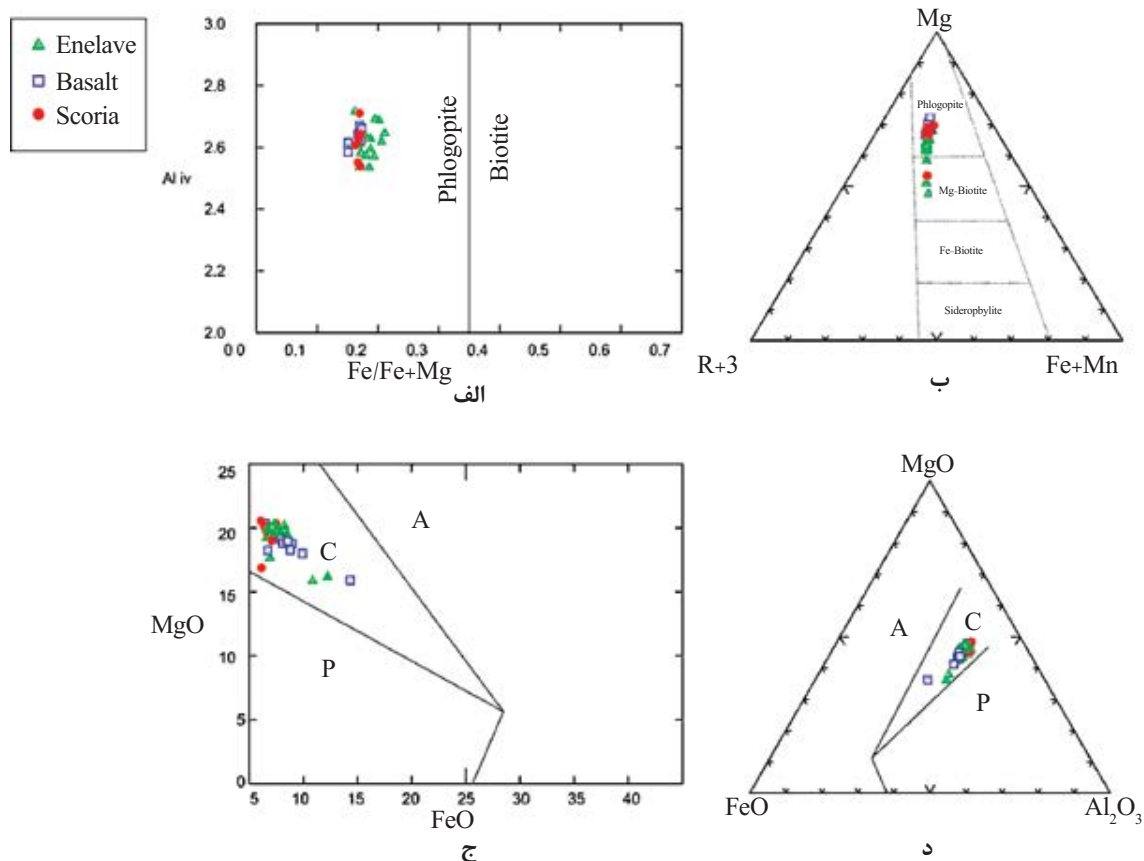 Enelave
Basalt
Scoria
3.0
2.8
2.6
Al iv
2.4
2.2
2.0
Phlogopite
Biotite
0.0
0.1
0.2
0.3
0.4
0.5
0.6
0.7
Fe/Fe+Mg
الف
Mg
Phlogopite
Mg-Biotite
Fe-Biotite
Sideropbylite
R+3
Fe+Mn
ب
25
20
15
MgO
10
5
0
A
C
P
5
10
15
20
25
30
35
40
FeO
ج
MgO
A
C
P
FeO
Al₂O₃
د